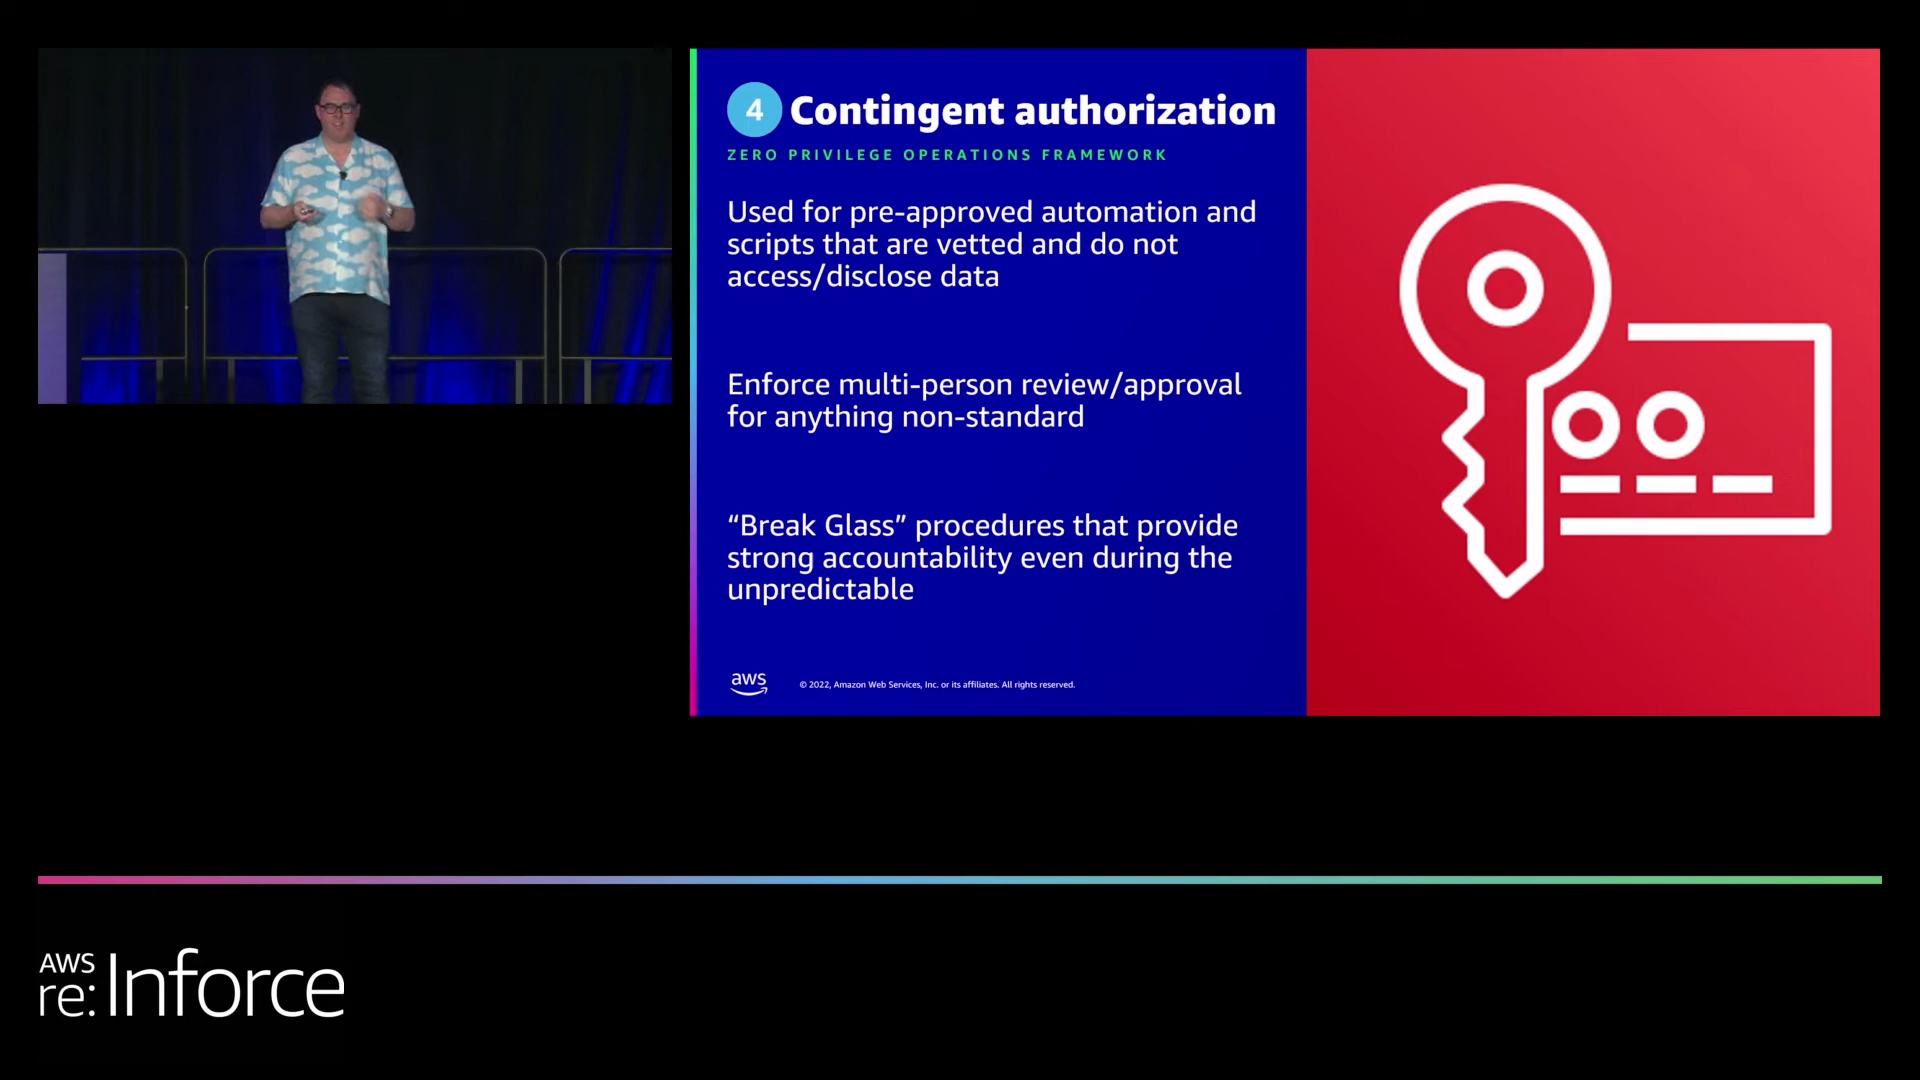 4 Contingent authorization
ZERO PRIVILEGE OPERATIONS FRAMEWORK
Used for pre-approved automation and
scripts that are vetted and do not
access/disclose data
Enforce multi-person review/approval
for anything non-standard
“Break Glass” procedures that provide
strong accountability even during the
unpredictable
aws © 2022, Amazon Web Services, Inc. or its affiliates. All rights reserved.
AWS
re:Inforce